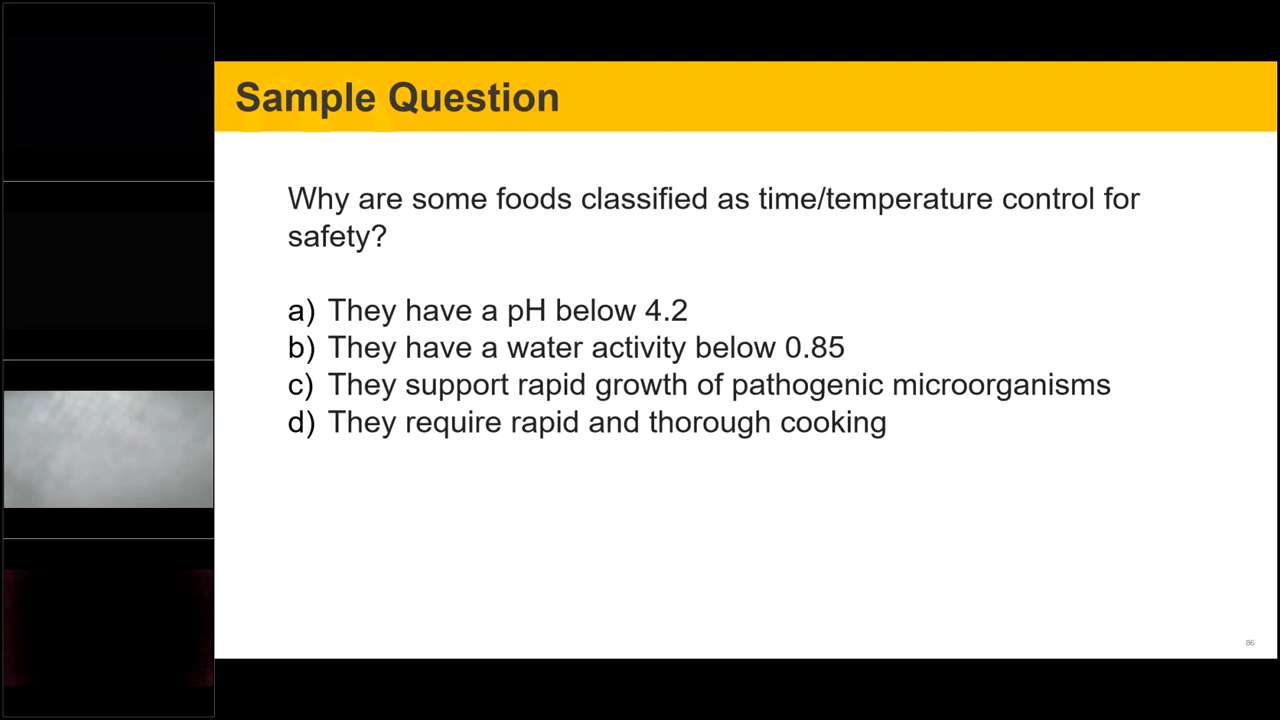 Sample Question
Why are some foods classified as time/temperature control for
safety?
a) They have a pH below 4.2
b) They have a water activity below 0.85
c) They support rapid growth of pathogenic microorganisms
d) They require rapid and thorough cooking
86